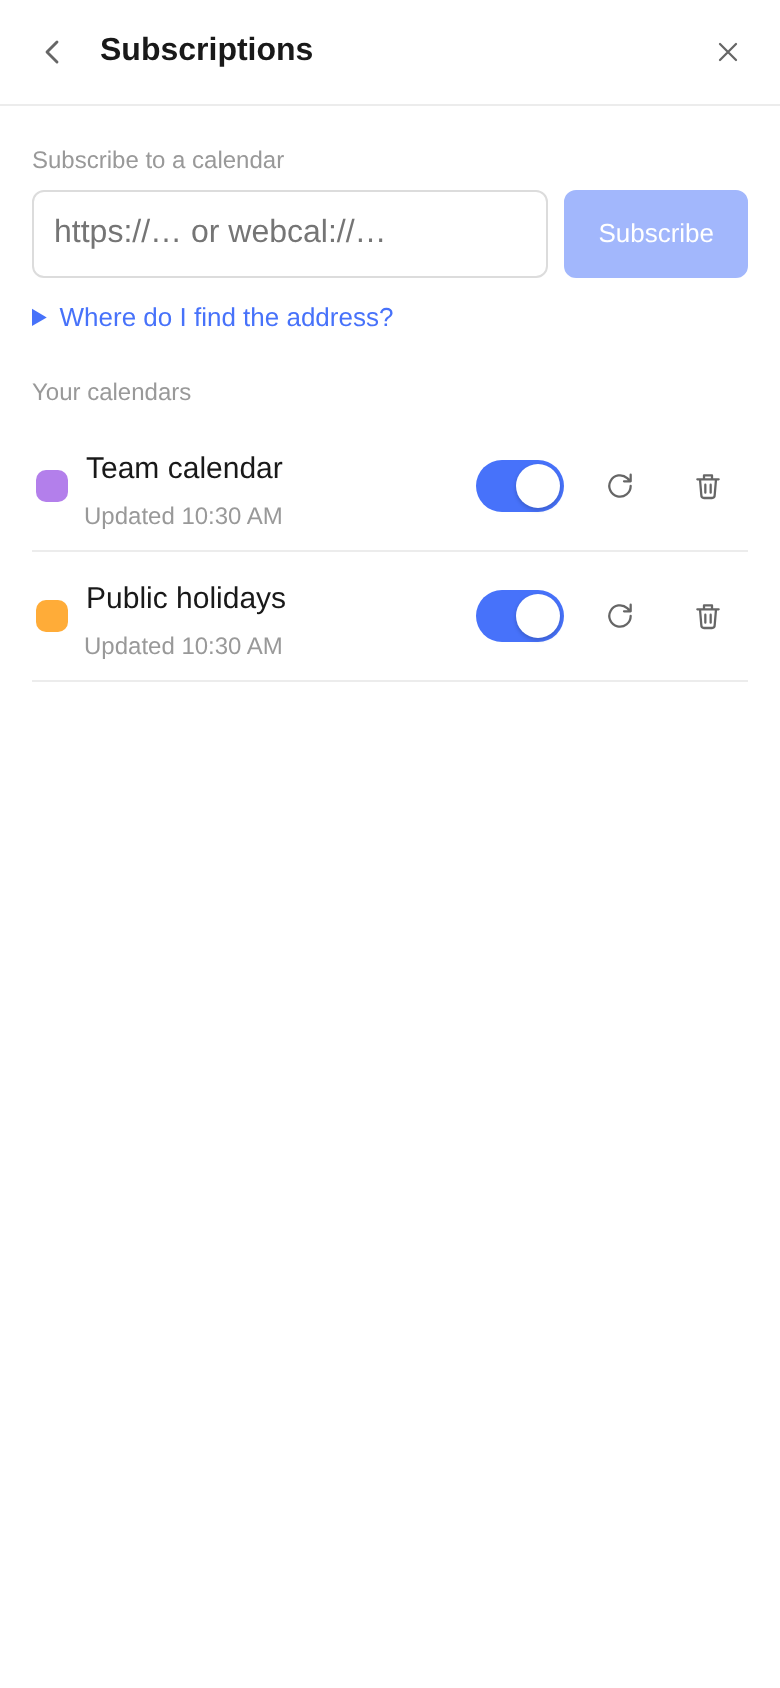 Subscriptions
Subscribe to a calendar
https://… or webcal://…
Subscribe
Where do I find the address?
Your calendars
Team calendar
Updated 10:30 AM
Public holidays
Updated 10:30 AM